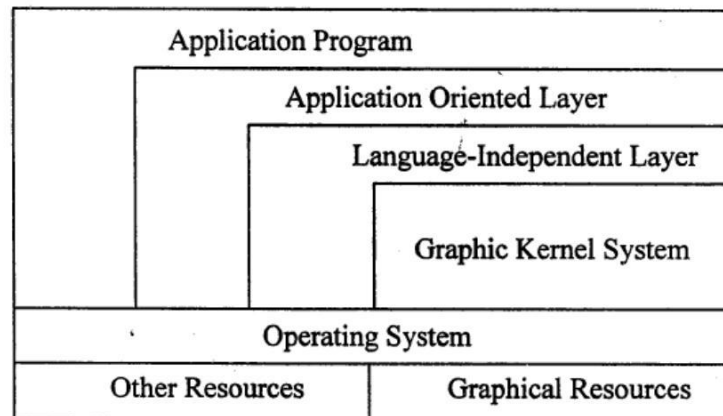 Application Program
Application Oriented Layer
Language-Independent Layer
Graphic Kernel System
Operating System
Other Resources
Graphical Resources